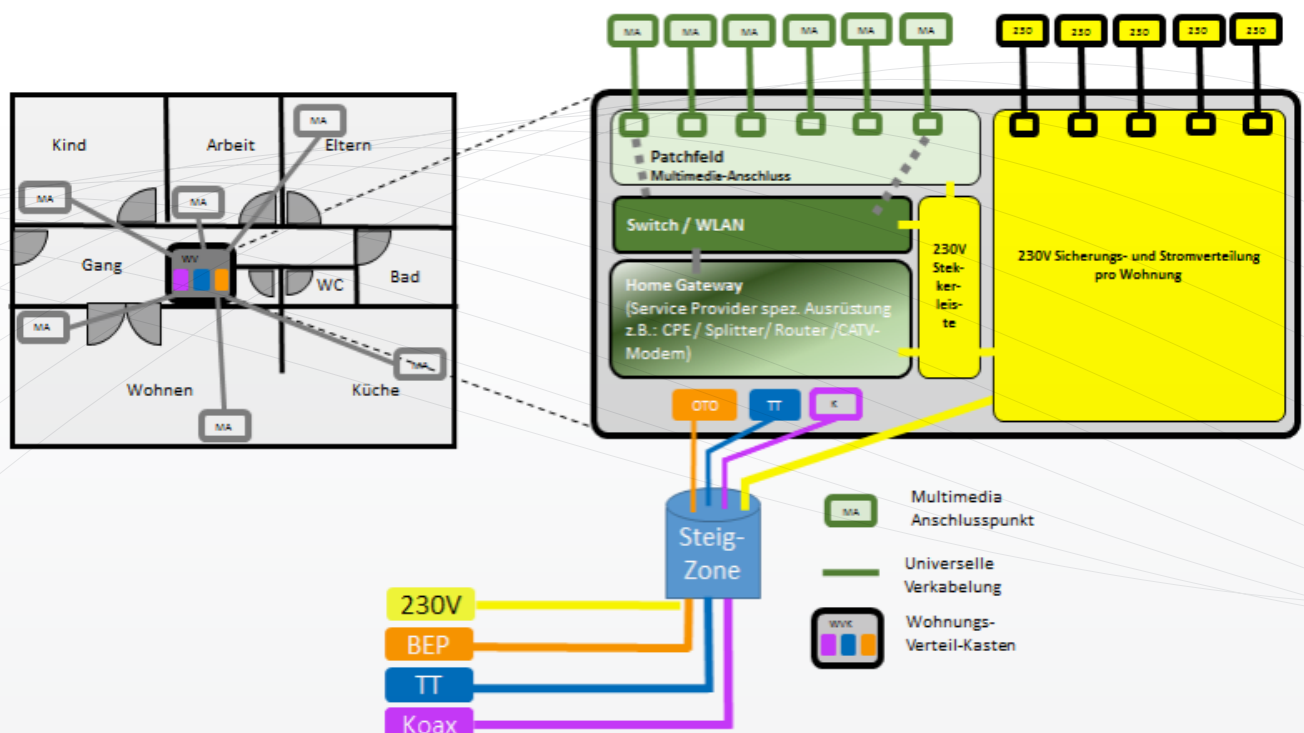 MA
MA
MA
MA
MA
MA
230
230
230
230
230
Kind
Arbeit
Eltern
MA
MA
MA
Gang
WV
WC
Bad
MA
Wohnen
Küche
MA
MA
Patchfeld
Multimedie-Anschluss
Switch / WLAN
Home Gateway
(Service Provider spez. Ausrüstung
z.B.: CPE / Splitter/ Router /CATV-
Modem)
230V
Stek-
ker-
leis-
te
230V Sicherungs- und Stromverteilung
pro Wohnung
OTO
TT
K
Steig-
Zone
230V
BEP
TT
Koax
MA
Multimedia
Anschlusspunkt
Universelle
Verkabelung
WVK
Wohnungs-
Verteil-Kasten